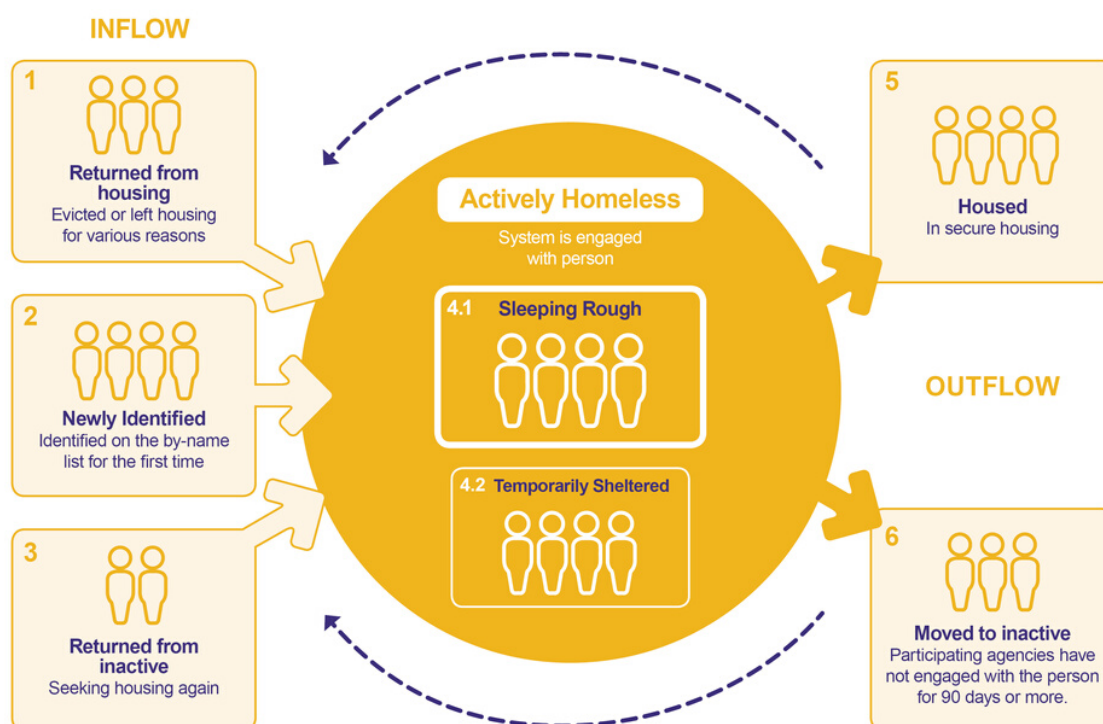 INFLOW
1
Returned from
housing
Evicted or left housing
for various reasons
2
Newly Identified
Identified on the by-name
list for the first time
3
Returned from
inactive
Seeking housing again
Actively Homeless
System is engaged
with person
4.1 Sleeping Rough
4.2 Temporarily Sheltered
5
Housed
In secure housing
OUTFLOW
6
Moved to inactive
Participating agencies have
not engaged with the person
for 90 days or more.